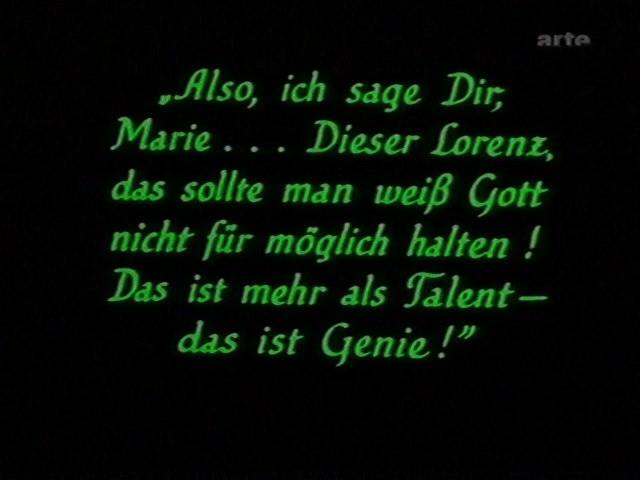 arte
„Also, ich sage Dir,
Marie . . . Dieser Lorenz,
das sollte man weiß Gott
nicht für möglich halten !
Das ist mehr als Talent—
das ist Genie !”